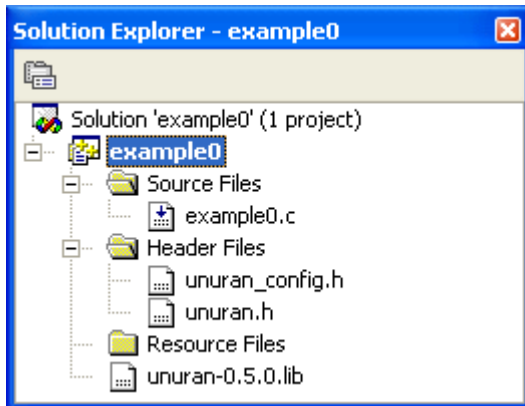 Solution Explorer - example0
Solution 'example0' (1 project)
example0
Source Files
example0.c
Header Files
unuran_config.h
unuran.h
Resource Files
unuran-0.5.0.lib